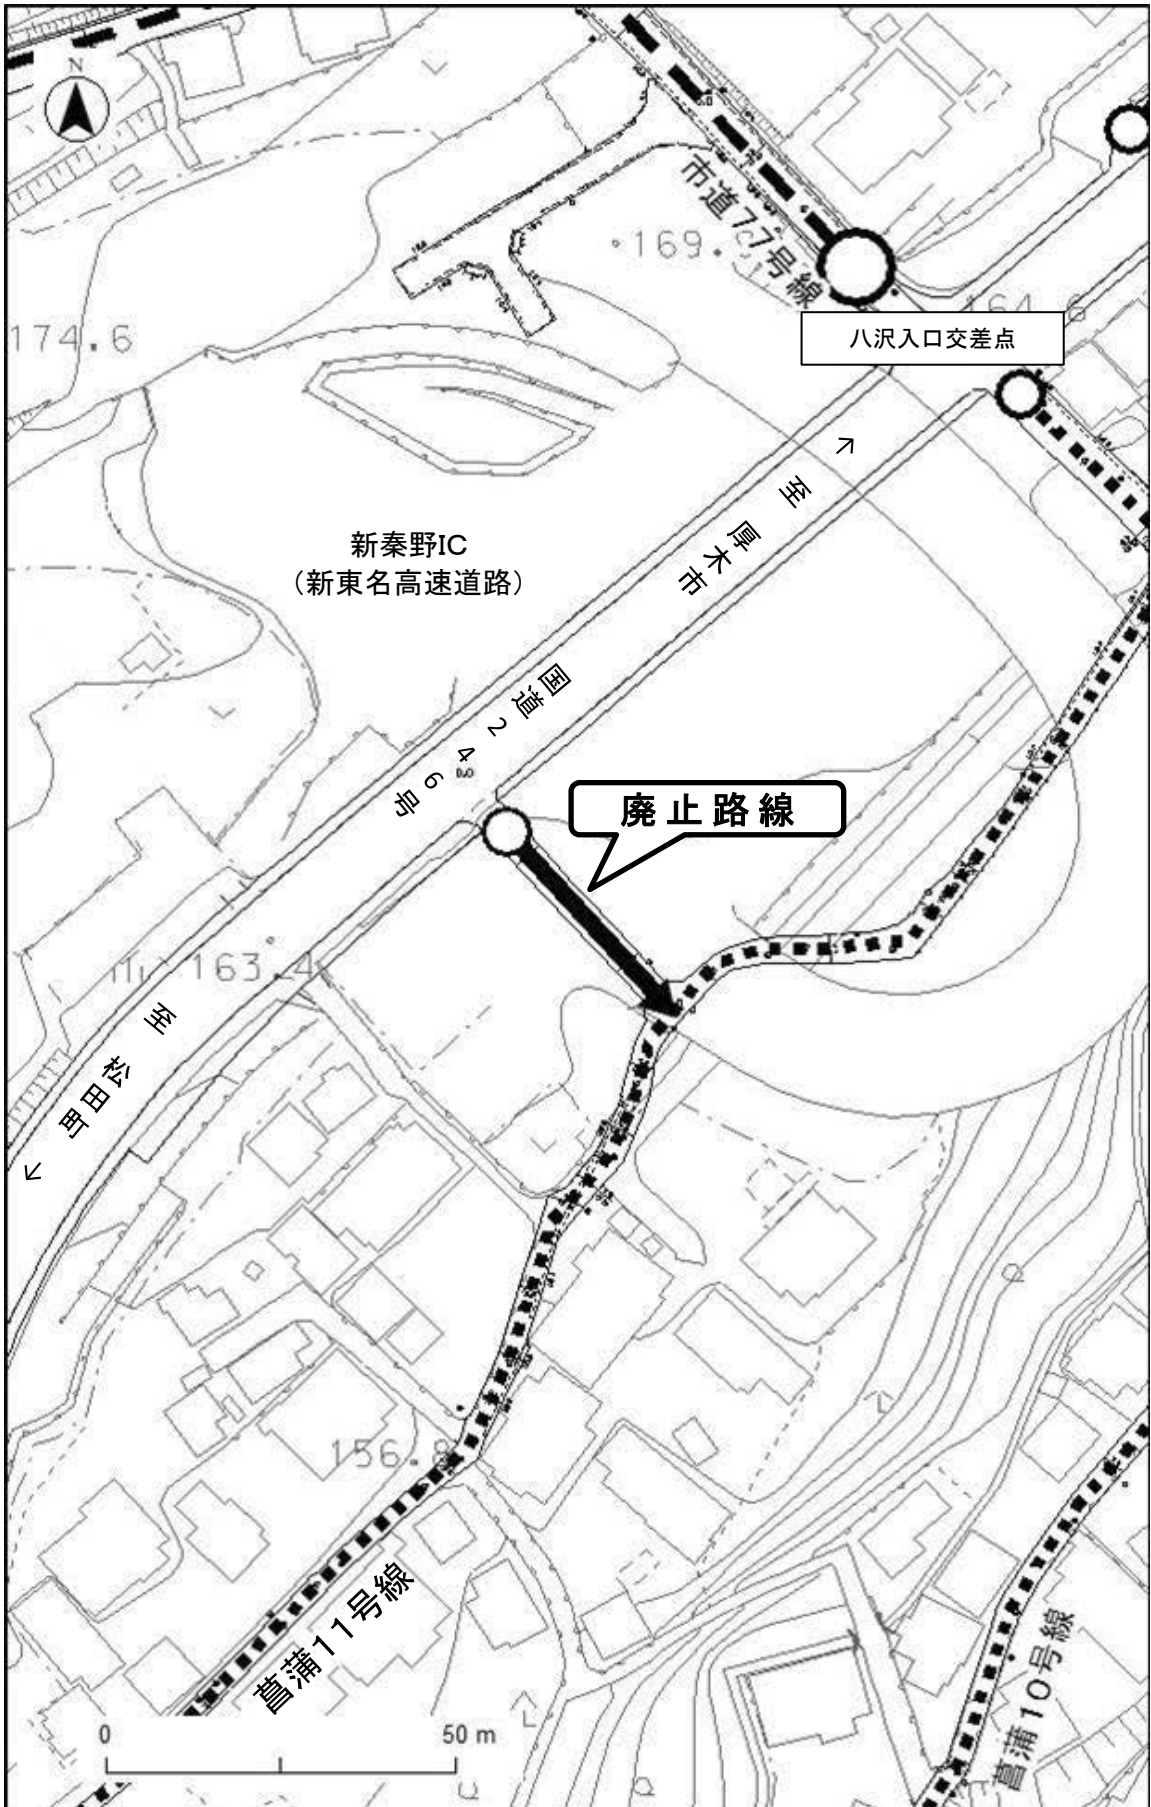 N
市道77号線
169.
174.6
164.6
八沢入口交差点
至 厚木市
新秦野IC
(新東名高速道路)
国道246号
廃止路線
163.4
至 松田町
156.8
菖蒲11号線
菖蒲10号線
0 50 m